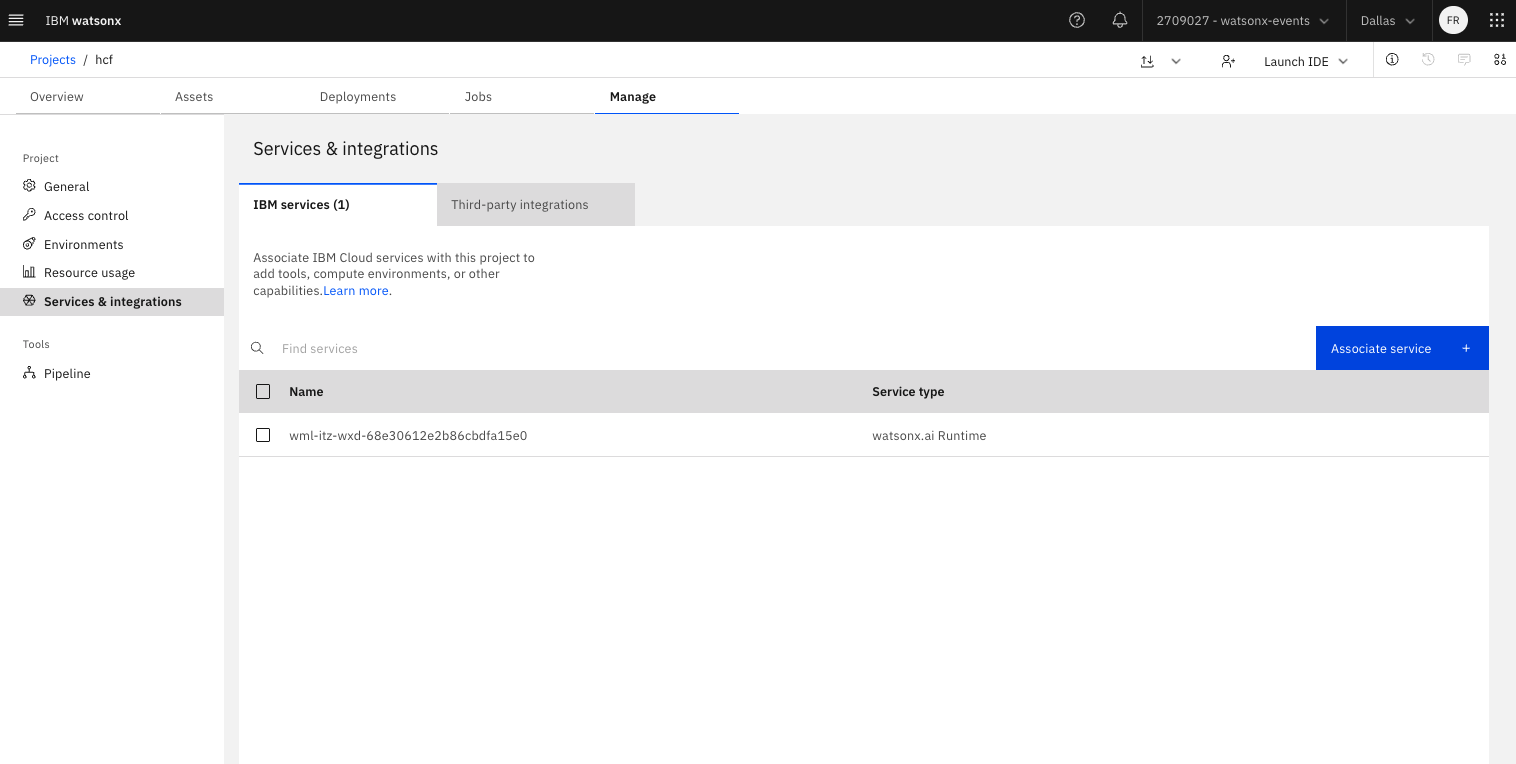 IBM watsonx
2709027 - watsonx-events
Dallas
FR
Projects / hcf
Launch IDE
Overview
Assets
Deployments
Jobs
Manage
Project
General
Access control
Environments
Resource usage
Services & integrations
Tools
Pipeline
Services & integrations
IBM services (1)
Third-party integrations
Associate IBM Cloud services with this project to
add tools, compute environments, or other
capabilities.Learn more.
Find services
Associate service +
Name
Service type
wml-itz-wxd-68e30612e2b86cbdfa15e0
watsonx.ai Runtime